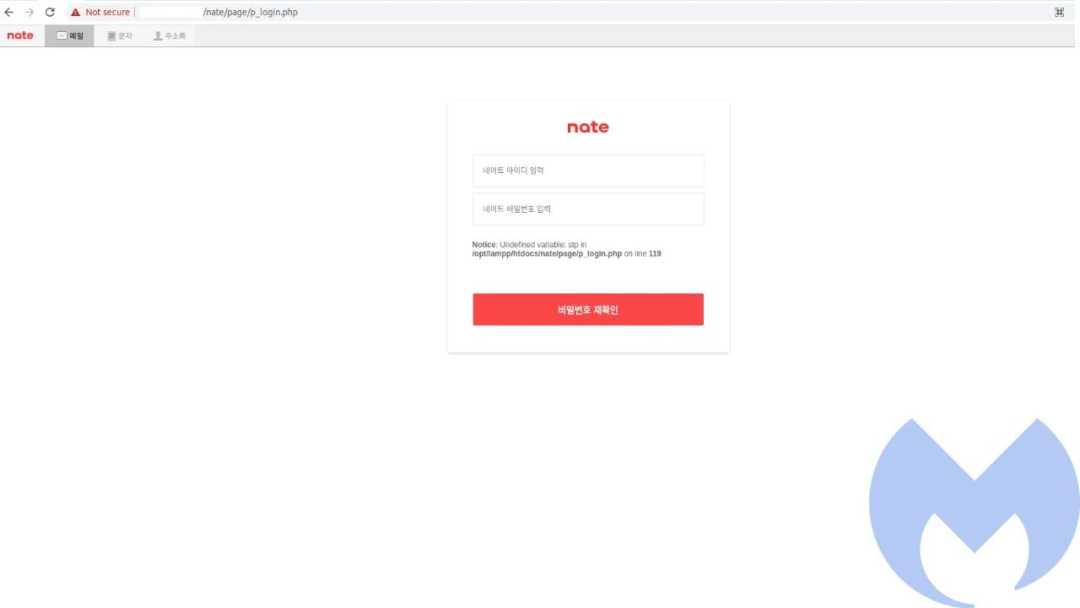 Not secure
/nate/page/p_login.php
nate 메일 문자 주소록
nate
네이트 아이디 입력
네이트 비밀번호 입력
Notice: Undefined variable: stp in
/opt/lampp/htdocs/nate/page/p_login.php on line 119
비밀번호 재확인